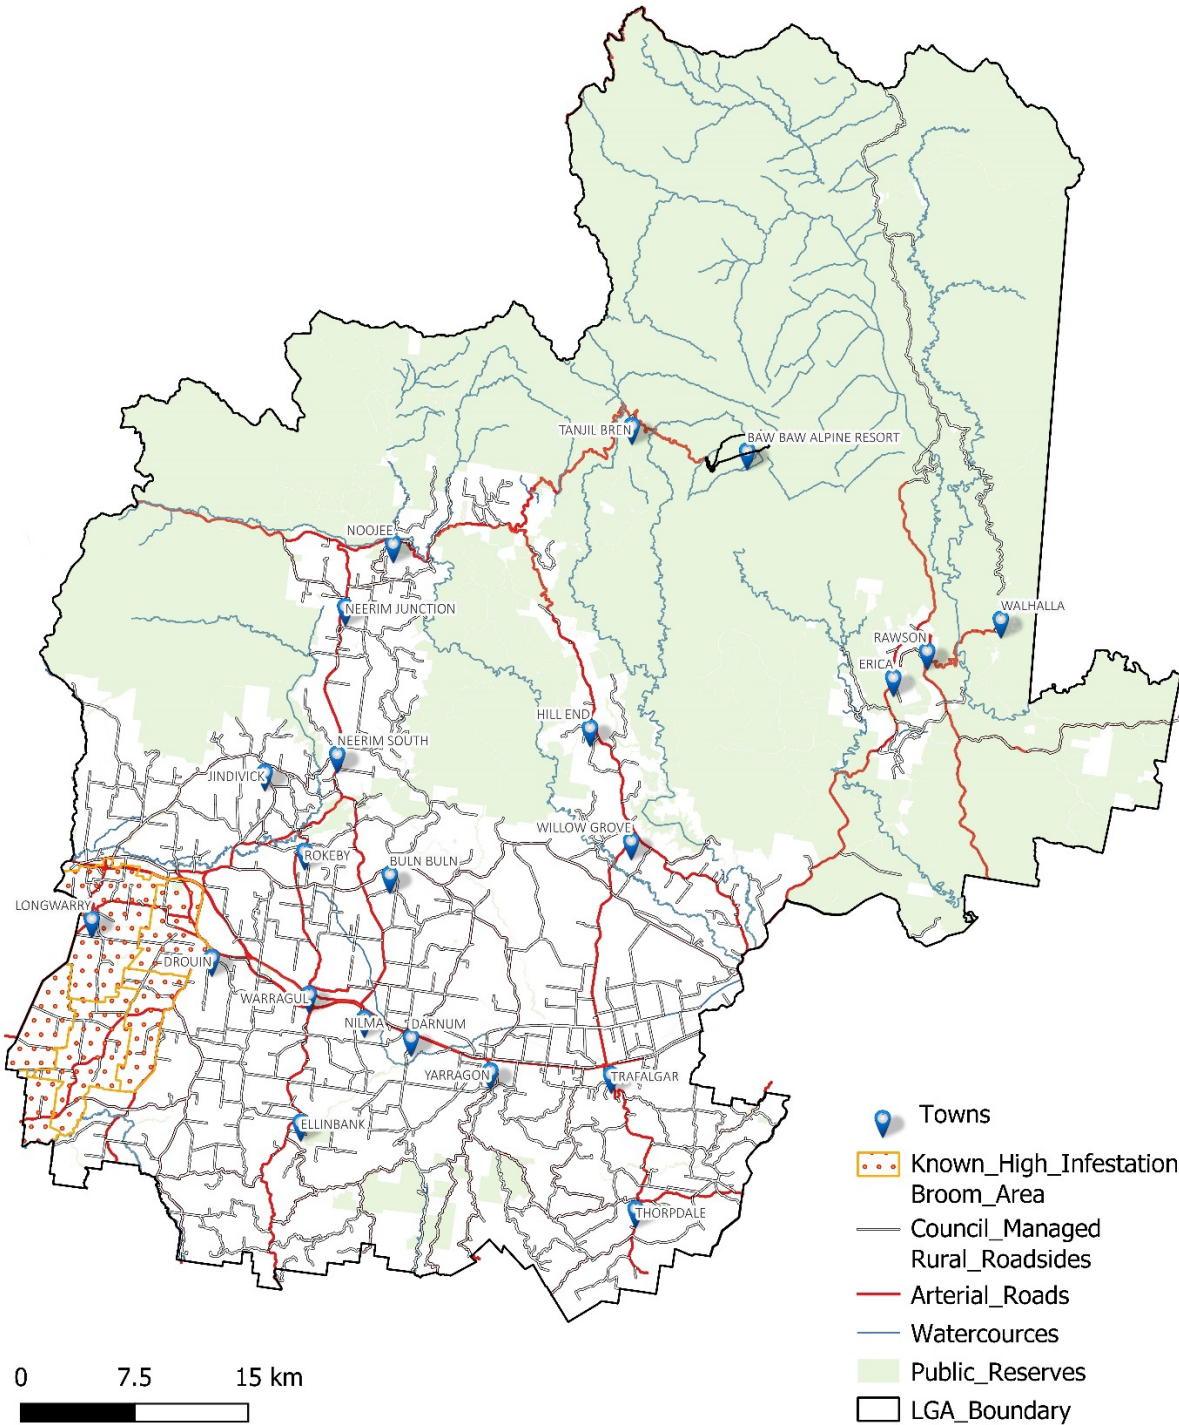 TANJIL BREN
BAW BAW ALPINE RESORT
NOOJEE
NEERIM JUNCTION
WALHALLA
RAWSON
ERICA
HILL END
NEERIM SOUTH
JINDIVICK
WILLOW GROVE
ROKEBY
BULN BULN
LONGWARRY
DROUIN
WARRAGUL
NILMA
DARNUM
YARRAGON
TRAFALGAR
ELLINBANK
THORPDALE
Towns
Known_High_Infestation
Broom_Area
Council_Managed
Rural_Roadsides
Arterial_Roads
Watercources
Public_Reserves
LGA_Boundary
0 7.5 15 km